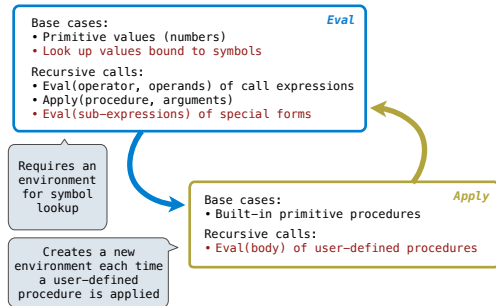 Eval
Base cases:
• Primitive values (numbers)
• Look up values bound to symbols
Recursive calls:
• Eval(operator, operands) of call expressions
• Apply(procedure, arguments)
• Eval(sub-expressions) of special forms
Requires an
environment
for symbol
lookup
Apply
Base cases:
• Built-in primitive procedures
Recursive calls:
• Eval(body) of user-defined procedures
Creates a new
environment each time
a user-defined
procedure is applied